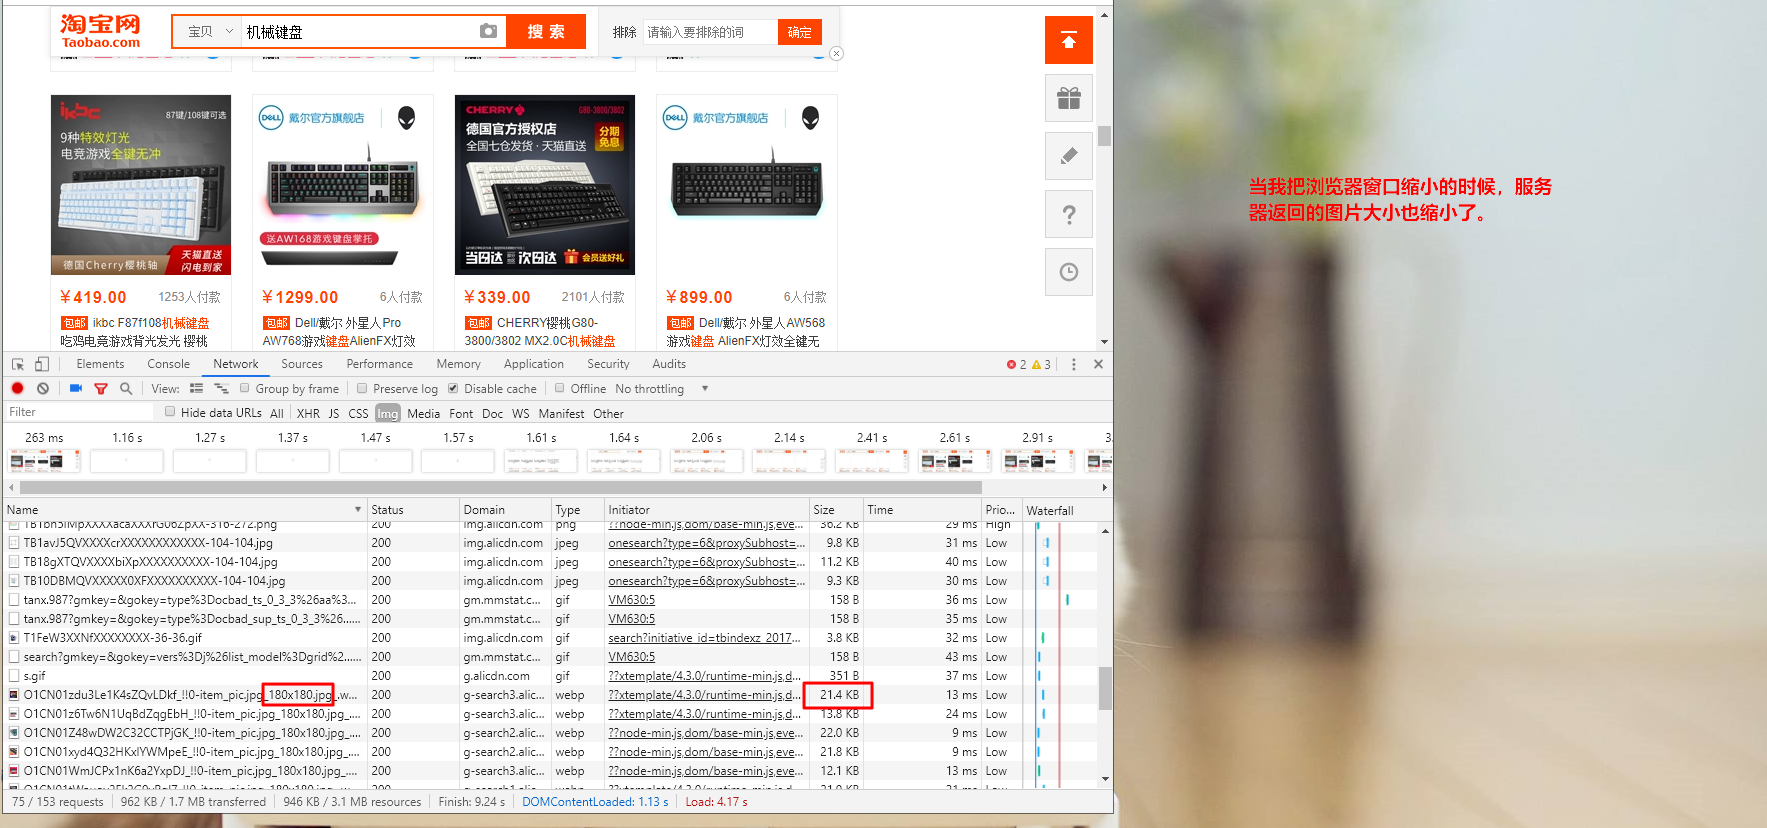 淘宝网
Taobao.com
宝贝
机械键盘
搜 索
排除
请输入要排除的词
确定
ikbc
87键/108键可选
9种特效灯光
电竞游戏全键无冲
德国Cherry樱桃轴
天猫直送
闪电到家
DELL 戴尔官方旗舰店
送AW168游戏键盘掌托
CHERRY
G80-3800/3802
德国官方授权店
全国七仓发货·天猫直送
分期
免息
当日达 次日达
会员送好礼
DELL 戴尔官方旗舰店
¥419.00 1253人付款
包邮 ikbc F87f108机械键盘
吃鸡电竞游戏背光发光 樱桃
¥1299.00 6人付款
包邮 Dell/戴尔 外星人Pro
AW768游戏键盘AlienFX灯效
¥339.00 2101人付款
包邮 CHERRY樱桃G80-
3800/3802 MX2.0C机械键盘
¥899.00 6人付款
包邮 Dell/戴尔 外星人AW568
游戏键盘 AlienFX灯效全键无
当我把浏览器窗口缩小的时候，服务
器返回的图片大小也缩小了。
Elements Console Network Sources Performance Memory Application Security Audits 2 3
View: Group by frame Preserve log Disable cache Offline No throttling
Filter Hide data URLs All XHR JS CSS Img Media Font Doc WS Manifest Other
263 ms 1.16 s 1.27 s 1.37 s 1.47 s 1.57 s 1.61 s 1.64 s 2.06 s 2.14 s 2.41 s 2.61 s 2.91 s 3.
Name Status Domain Type Initiator Size Time Prio... Waterfall
200 img.alicdn.com png ??node-min.js,dom/base-min.js,eve... 36.2 KB 29 ms High
TB1avJ5QVXXXXcrXXXXXXXXXXXX-104-104.jpg 200 img.alicdn.com jpeg onesearch?type=6&proxySubhost=... 9.8 KB 31 ms Low
TB18gXTQVXXXXbiXpXXXXXXXXXX-104-104.jpg 200 img.alicdn.com jpeg onesearch?type=6&proxySubhost=... 11.2 KB 40 ms Low
TB10DBMQVXXXXX0XFXXXXXXXXXX-104-104.jpg 200 img.alicdn.com jpeg onesearch?type=6&proxySubhost=... 9.3 KB 30 ms Low
tanx.987?gmkey=&gokey=type%3Docbad_ts_0_3_3%26aa%3... 200 gm.mmstat.c... gif VM630:5 158 B 36 ms Low
tanx.987?gmkey=&gokey=type%3Docbad_sup_ts_0_3_3%26...... 200 gm.mmstat.c... gif VM630:5 158 B 35 ms Low
T1FeW3XXNfXXXXXXXX-36-36.gif 200 img.alicdn.com gif search?initiative_id=tbindexz_2017... 3.8 KB 32 ms Low
search?gmkey=&gokey=vers%3Dj%26list_model%3Dgrid%2...... 200 gm.mmstat.c... gif VM630:5 158 B 43 ms Low
s.gif 200 g.alicdn.com gif ??xtemplate/4.3.0/runtime-min.js,d... 351 B 37 ms Low
O1CN01zdu3Le1K4sZQvLDkf_!!0-item_pic.jpg_180x180.jpg_.w... 200 g-search3.alic... webp ??xtemplate/4.3.0/runtime-min.js,d... 21.4 KB 13 ms Low
O1CN01z6Tw6N1UqBdZqgEbH_!!0-item_pic.jpg_180x180.jpg_.... 200 g-search3.alic... webp ??xtemplate/4.3.0/runtime-min.js,d... 13.8 KB 24 ms Low
O1CN01Z48wDW2C32CCTPjGK_!!0-item_pic.jpg_180x180.jpg_.... 200 g-search2.alic... webp ??node-min.js,dom/base-min.js,eve... 22.0 KB 9 ms Low
O1CN01xyd4Q32HKxIYWMpeE_!!0-item_pic.jpg_180x180.jpg_.... 200 g-search2.alic... webp ??node-min.js,dom/base-min.js,eve... 21.8 KB 9 ms Low
O1CN01WmJCPx1nK6a2YxpDJ_!!0-item_pic.jpg_180x180.jpg_.... 200 g-search3.alic... webp ??node-min.js,dom/base-min.js,eve... 12.1 KB 13 ms Low
75 / 153 requests 962 KB / 1.7 MB transferred 946 KB / 3.1 MB resources Finish: 9.24 s DOMContentLoaded: 1.13 s Load: 4.17 s